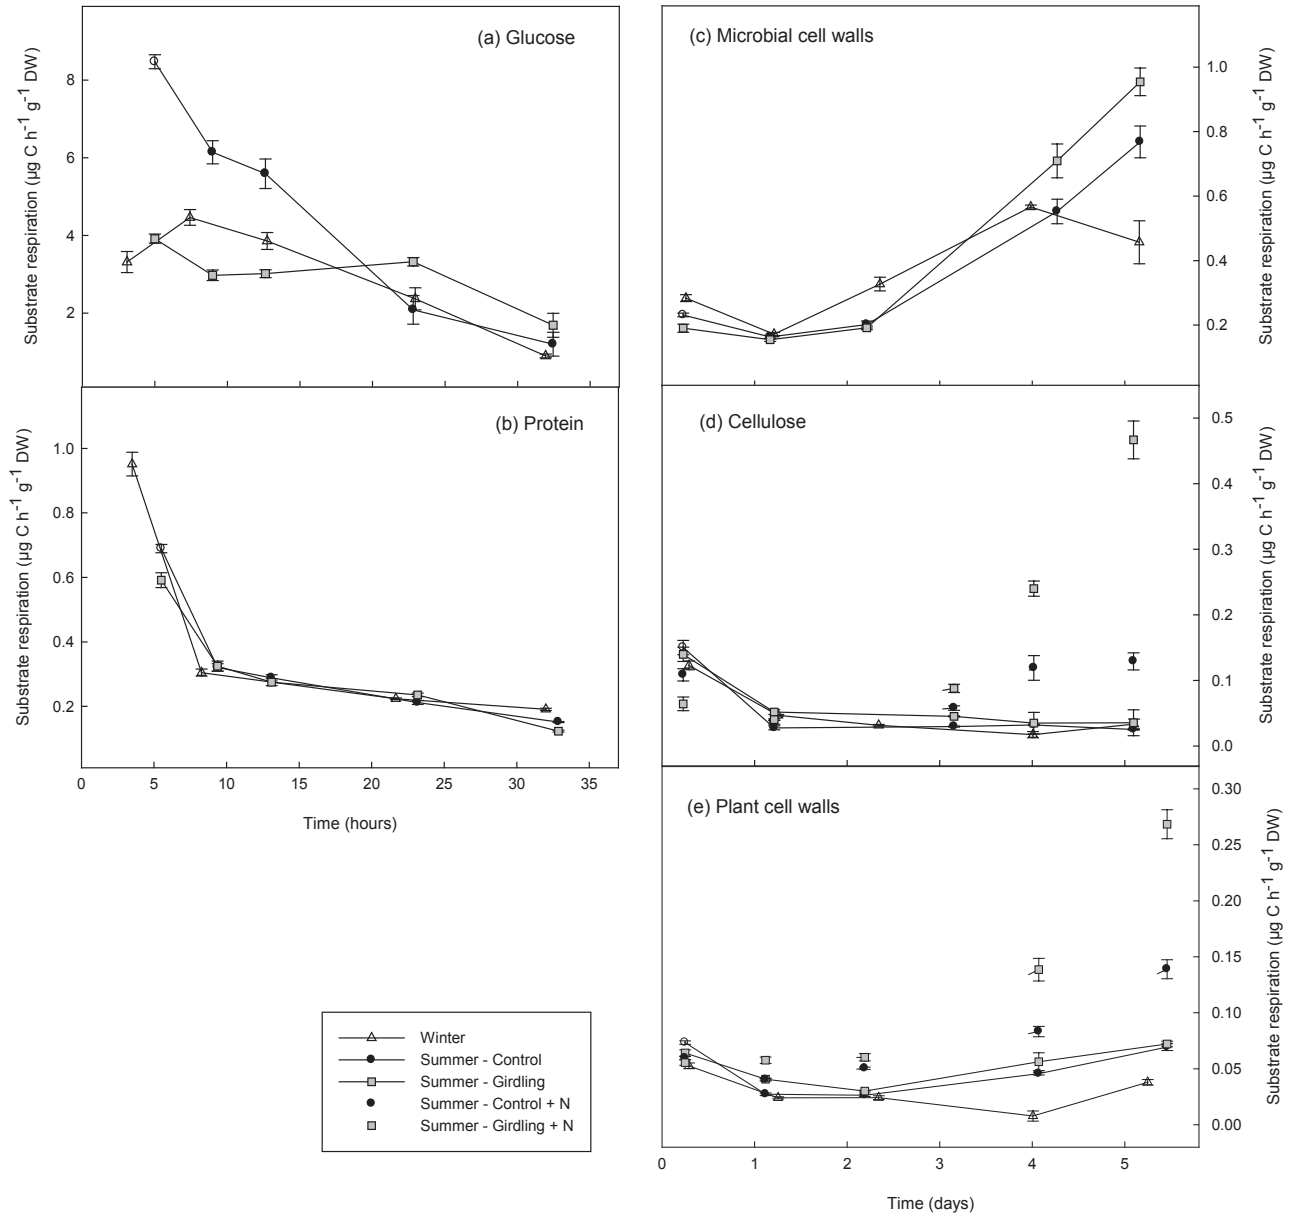 (a) Glucose
Substrate respiration (µg C h⁻¹ g⁻¹ DW)
8
6
4
2
(b) Protein
Substrate respiration (µg C h⁻¹ g⁻¹ DW)
1.0
0.8
0.6
0.4
0.2
0 5 10 15 20 25 30 35
Time (hours)
Winter
Summer - Control
Summer - Girdling
Summer - Control + N
Summer - Girdling + N
(c) Microbial cell walls
1.0
0.8
0.6
0.4
0.2
Substrate respiration (µg C h⁻¹ g⁻¹ DW)
(d) Cellulose
0.5
0.4
0.3
0.2
0.1
0.0
Substrate respiration (µg C h⁻¹ g⁻¹ DW)
(e) Plant cell walls
0.30
0.25
0.20
0.15
0.10
0.05
0.00
Substrate respiration (µg C h⁻¹ g⁻¹ DW)
0 1 2 3 4 5
Time (days)